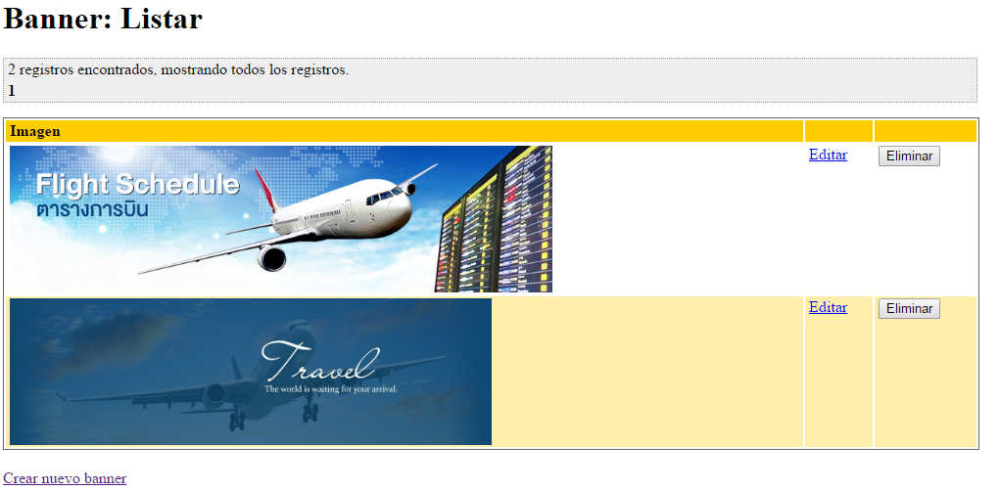 Banner: Listar
2 registros encontrados, mostrando todos los registros.
1
Imagen
Flight Schedule
ตารางการบิน
Editar
Eliminar
Travel
The world is waiting for your arrival.
Editar
Eliminar
Crear nuevo banner